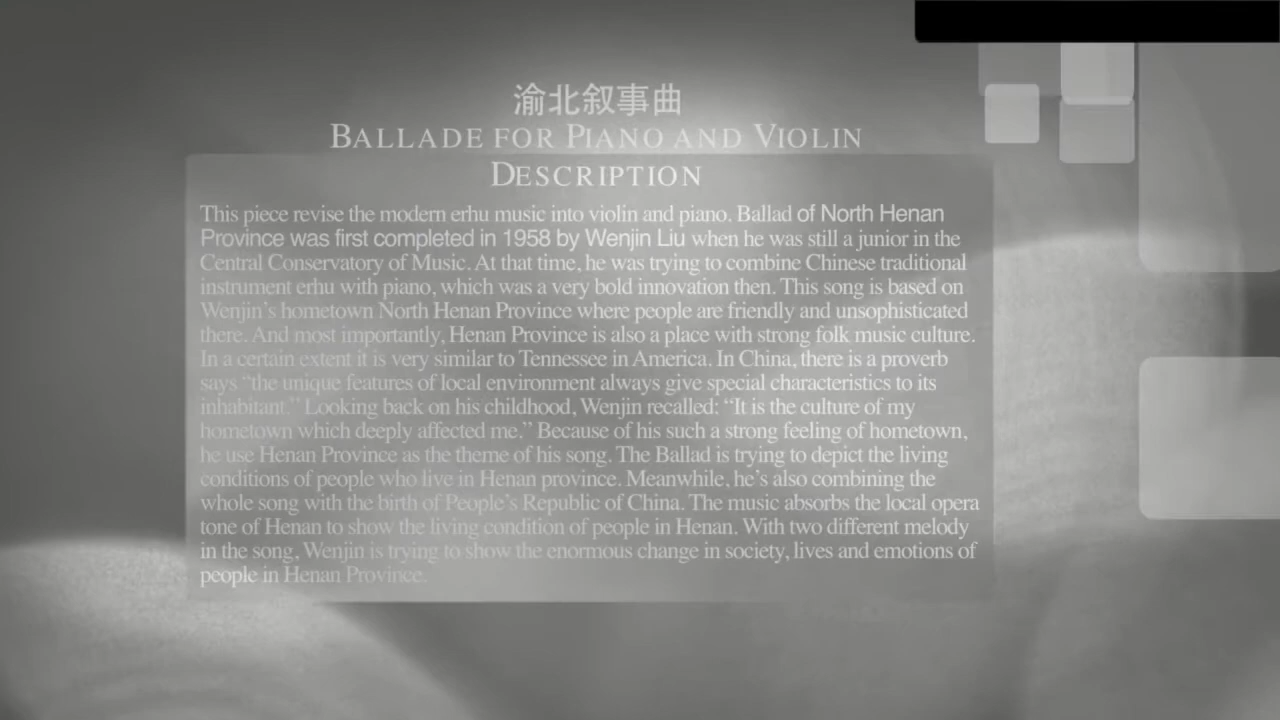 渝北叙事曲
BALLADE FOR PIANO AND VIOLIN
DESCRIPTION
This piece revise the modern erhu music into violin and piano. Ballad of North Henan
Province was first completed in 1958 by Wenjin Liu when he was still a junior in the
Central Conservatory of Music. At that time, he was trying to combine Chinese traditional
instrument erhu with piano, which was a very bold innovation then. This song is based on
Wenjin's hometown North Henan Province where people are friendly and unsophisticated
there. And most importantly, Henan Province is also a place with strong folk music culture.
In a certain extent it is very similar to Tennessee in America. In China, there is a proverb
says “the unique features of local environment always give special characteristics to its
inhabitant.” Looking back on his childhood, Wenjin recalled: “It is the culture of my
hometown which deeply affected me.” Because of his such a strong feeling of hometown,
he use Henan Province as the theme of his song. The Ballad is trying to depict the living
conditions of people who live in Henan province. Meanwhile, he's also combining the
whole song with the birth of People's Republic of China. The music absorbs the local opera
tone of Henan to show the living condition of people in Henan. With two different melody
in the song, Wenjin is trying to show the enormous change in society, lives and emotions of
people in Henan Province.